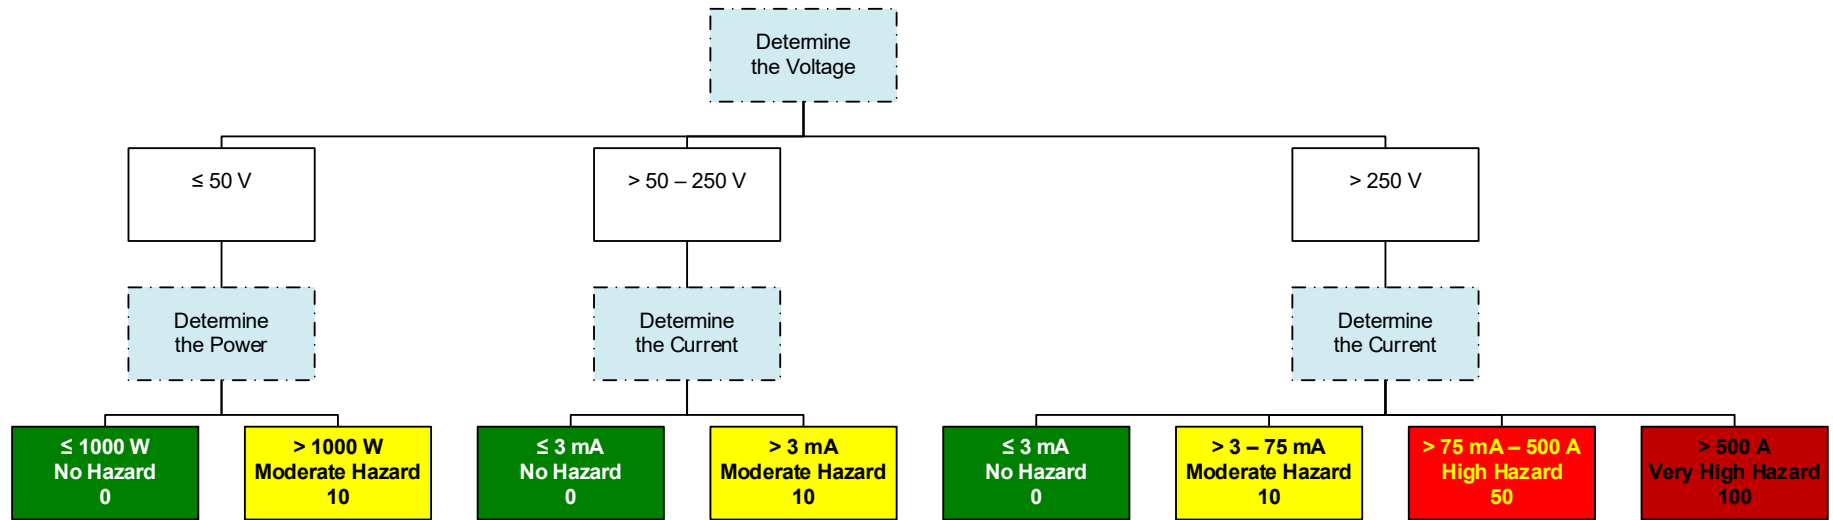 Determine
the Voltage
≤ 50 V
> 50 – 250 V
> 250 V
Determine
the Power
Determine
the Current
Determine
the Current
≤ 1000 W
No Hazard
0
> 1000 W
Moderate Hazard
10
≤ 3 mA
No Hazard
0
> 3 mA
Moderate Hazard
10
≤ 3 mA
No Hazard
0
> 3 – 75 mA
Moderate Hazard
10
> 75 mA – 500 A
High Hazard
50
> 500 A
Very High Hazard
100